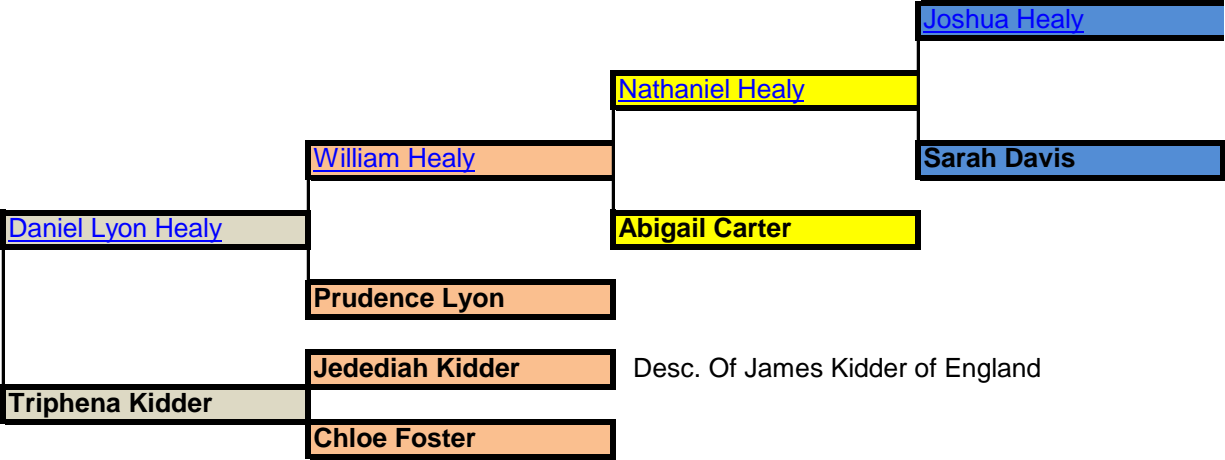 Joshua Healy
Nathaniel Healy
William Healy
Sarah Davis
Daniel Lyon Healy
Abigail Carter
Prudence Lyon
Jedediah Kidder
Desc. Of James Kidder of England
Triphena Kidder
Chloe Foster